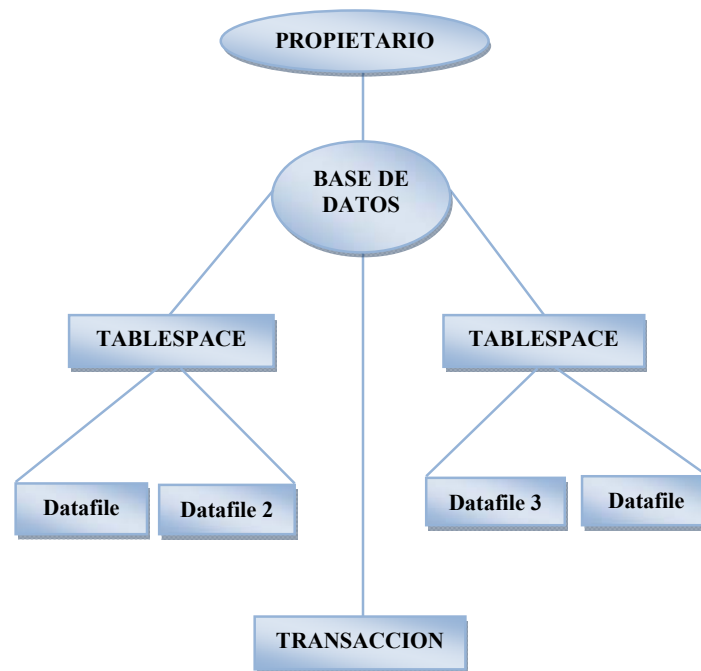 PROPIETARIO
BASE DE
DATOS
TABLESPACE
TABLESPACE
Datafile
Datafile 2
Datafile 3
Datafile
TRANSACCION